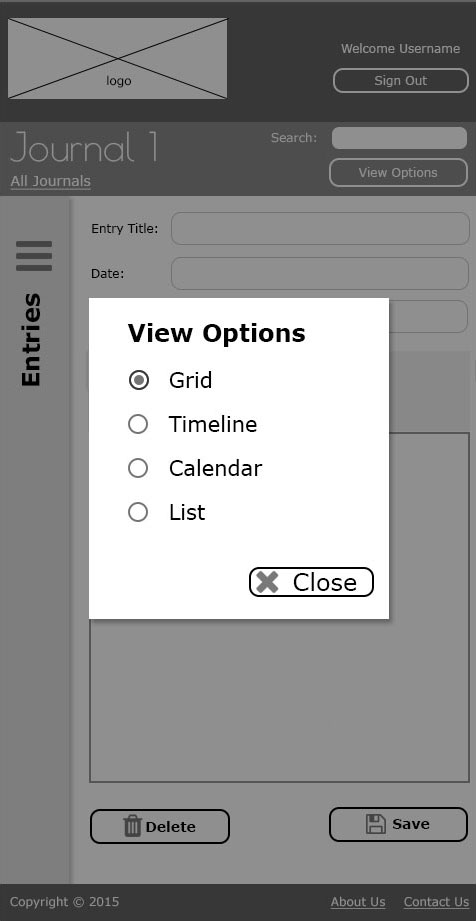 logo
Welcome Username
Sign Out
Journal 1
Search:
All Journals
View Options
Entry Title:
Date:
Entries
View Options
Grid
Timeline
Calendar
List
Close
Delete
Save
Copyright © 2015
About Us
Contact Us